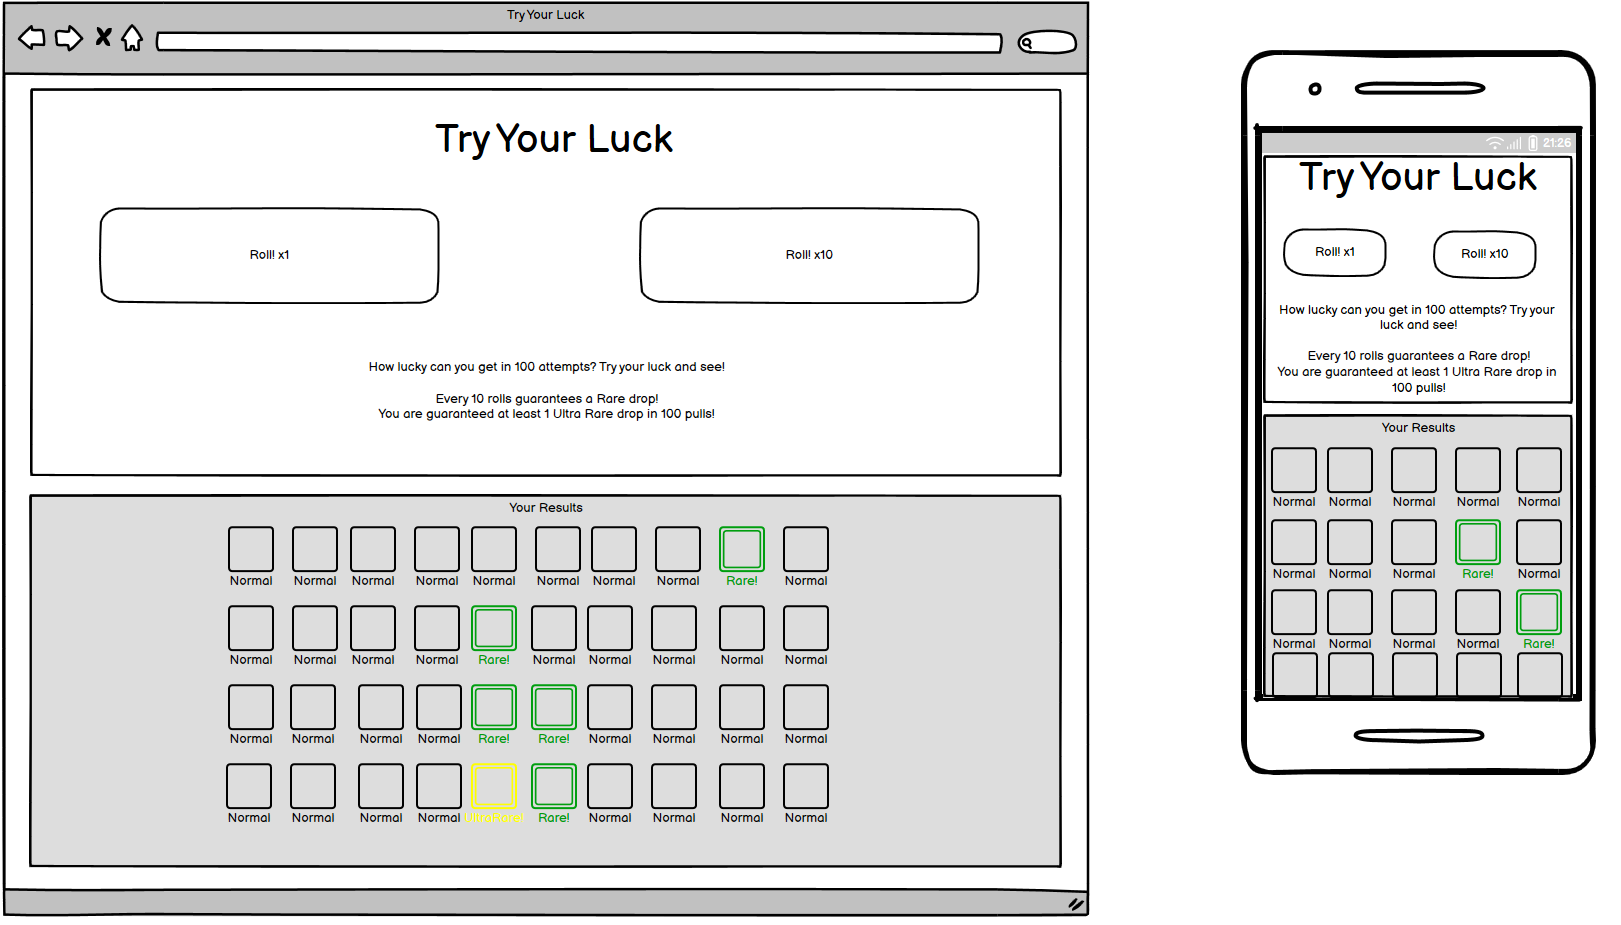 Try Your Luck
Try Your Luck
Roll! x1
Roll! x10
How lucky can you get in 100 attempts? Try your luck and see!
Every 10 rolls guarantees a Rare drop!
You are guaranteed at least 1 Ultra Rare drop in 100 pulls!
Your Results
Normal Normal Normal Normal Normal Normal Normal Normal Rare! Normal
Normal Normal Normal Normal Rare! Normal Normal Normal Normal Normal
Normal Normal Normal Normal Rare! Rare! Normal Normal Normal Normal
Normal Normal Normal Normal UltraRare! Rare! Normal Normal Normal Normal
21:26
Try Your Luck
Roll! x1
Roll! x10
How lucky can you get in 100 attempts? Try your
luck and see!
Every 10 rolls guarantees a Rare drop!
You are guaranteed at least 1 Ultra Rare drop in
100 pulls!
Your Results
Normal Normal Normal Normal Normal
Normal Normal Normal Rare! Normal
Normal Normal Normal Normal Rare!